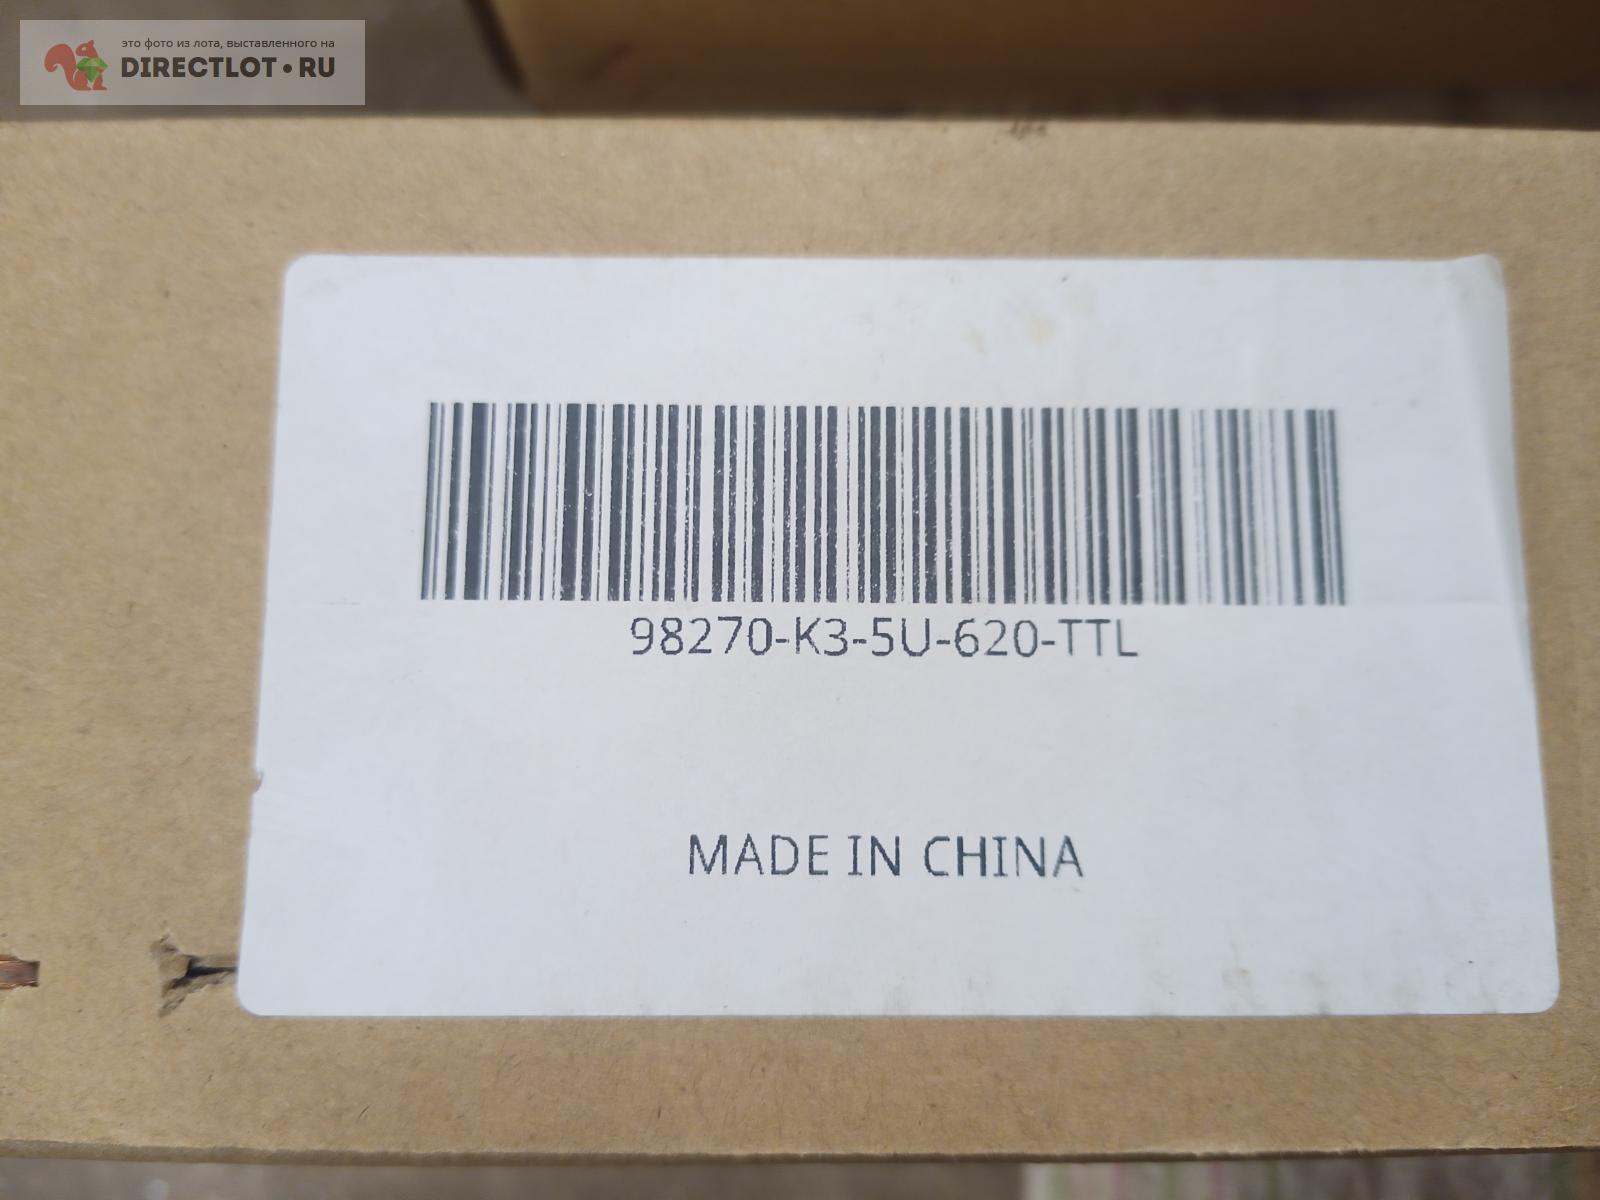 это фото из лота, выставленного на
DIRECTLOT•RU
98270-K3-5U-620-TTL
MADE IN CHINA